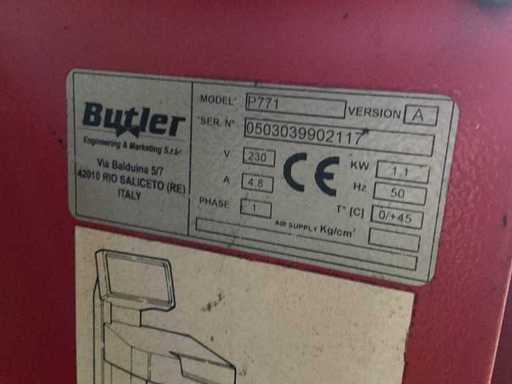 Butler
Engineering & Marketing S.r.l.
Via Balduina 5/7
42010 RIO SALICETO (RE)
ITALY
MODEL* P771 VERSION A
*SER. N° 0503039902117*
V 230 CE KW 1.1
A 4.8 Hz 50
PHASE 1 T° [C] 0/+45
AIR SUPPLY Kg/cm²